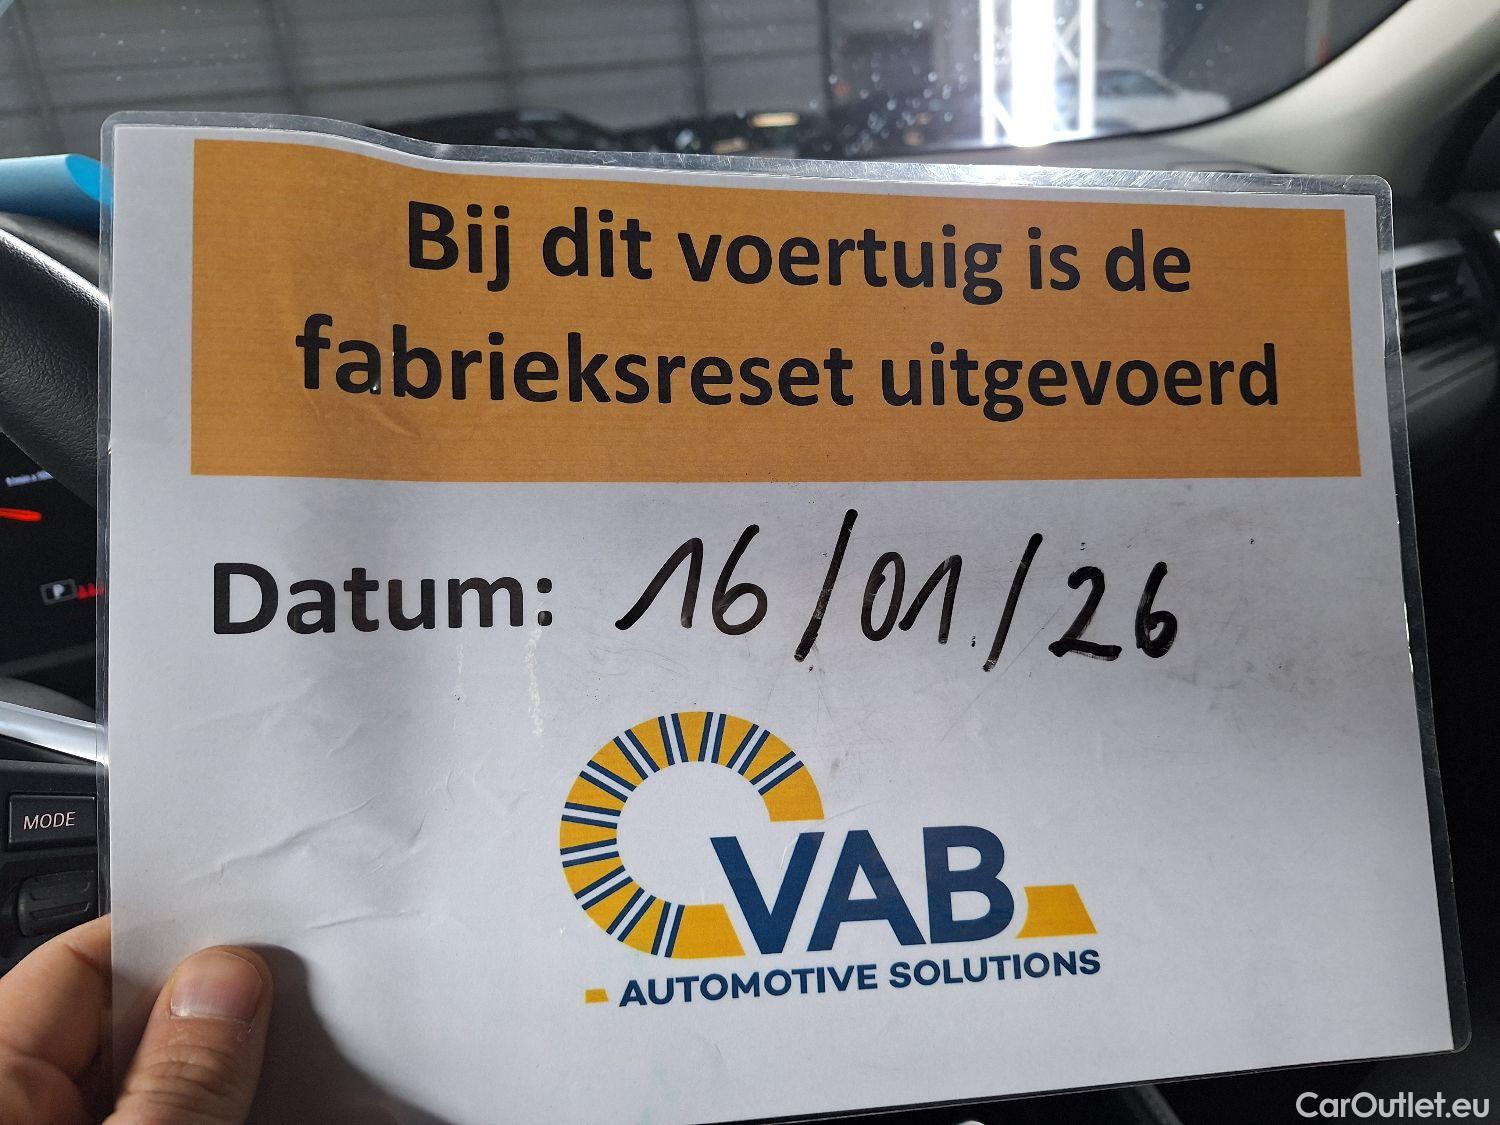 Bij dit voertuig is de
fabrieksreset uitgevoerd
Datum: 16/01/26
VAB
AUTOMOTIVE SOLUTIONS
MODE
P
CarOutlet.eu